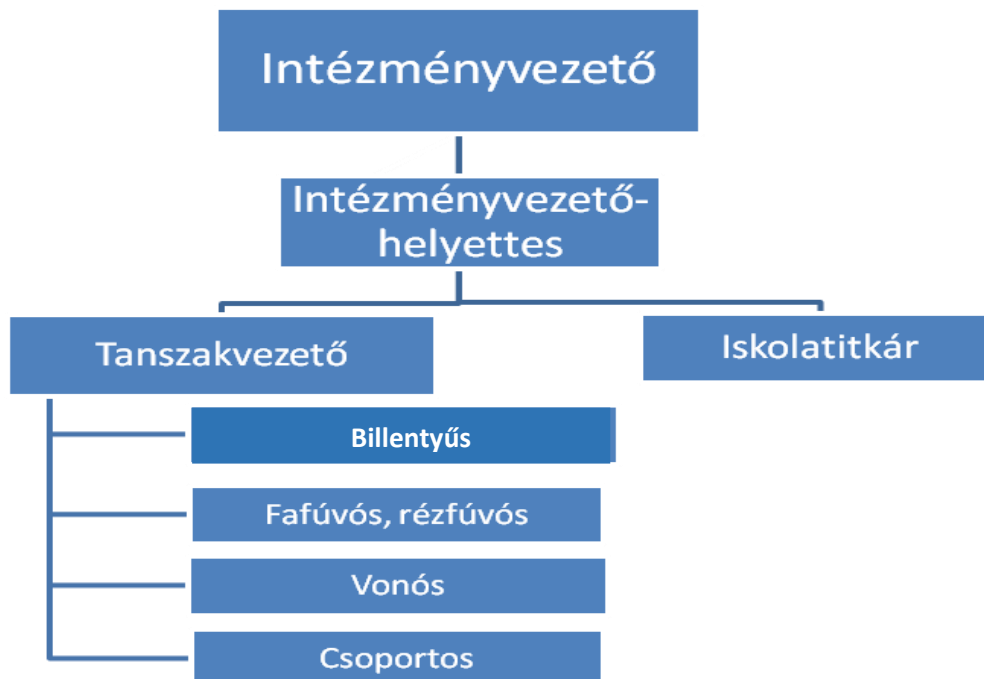 Intézményvezető
Intézményvezető-
helyettes
Tanszakvezető
Iskolatitkár
Billentyűs
Fafúvós, rézfúvós
Vonós
Csoportos